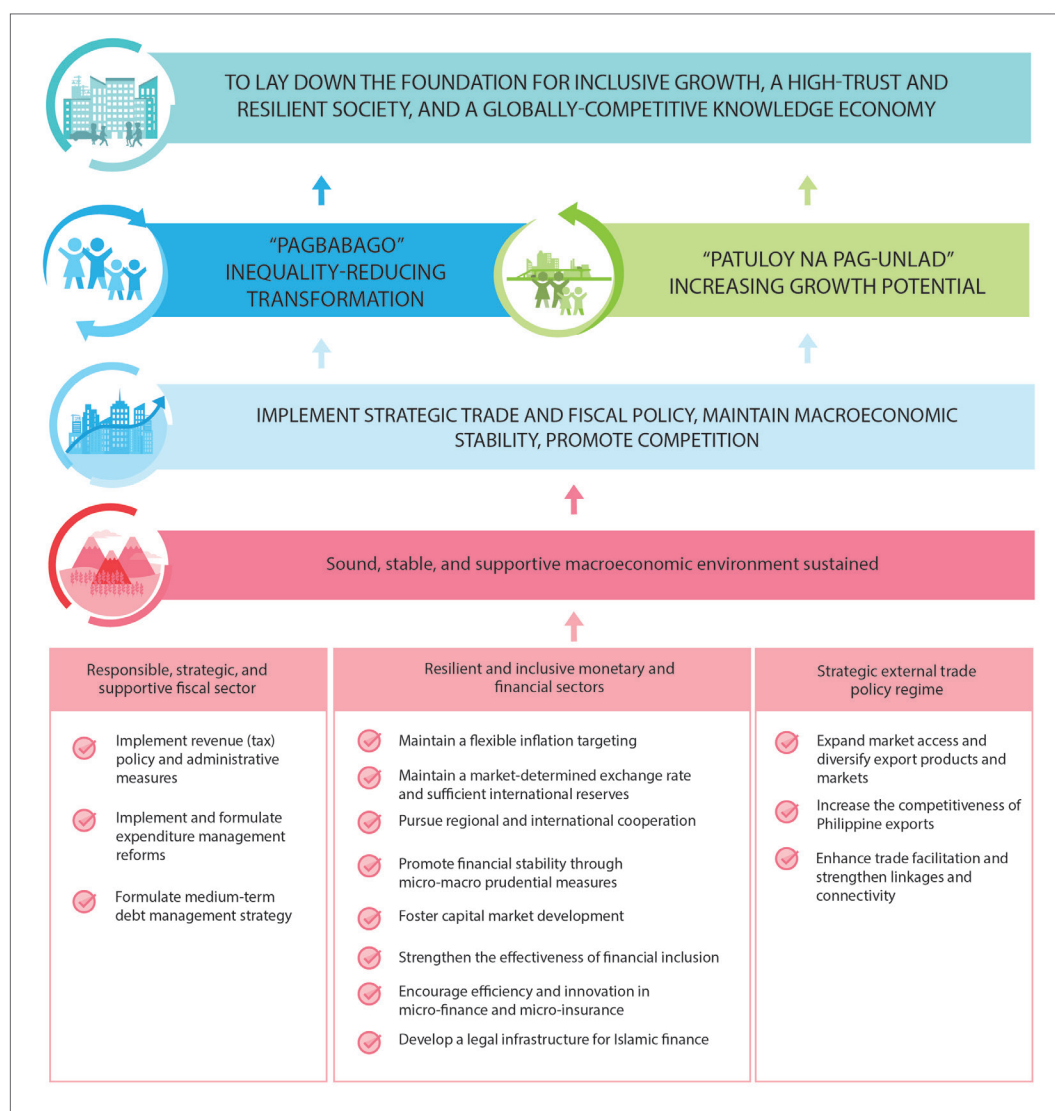 TO LAY DOWN THE FOUNDATION FOR INCLUSIVE GROWTH, A HIGH-TRUST AND
RESILIENT SOCIETY, AND A GLOBALLY-COMPETITIVE KNOWLEDGE ECONOMY
“PAGBABAGO”
INEQUALITY-REDUCING
TRANSFORMATION
“PATULOY NA PAG-UNLAD”
INCREASING GROWTH POTENTIAL
IMPLEMENT STRATEGIC TRADE AND FISCAL POLICY, MAINTAIN MACROECONOMIC
STABILITY, PROMOTE COMPETITION
Sound, stable, and supportive macroeconomic environment sustained
Responsible, strategic, and
supportive fiscal sector
Implement revenue (tax)
policy and administrative
measures
Implement and formulate
expenditure management
reforms
Formulate medium-term
debt management strategy
Resilient and inclusive monetary and
financial sectors
Maintain a flexible inflation targeting
Maintain a market-determined exchange rate
and sufficient international reserves
Pursue regional and international cooperation
Promote financial stability through
micro-macro prudential measures
Foster capital market development
Strengthen the effectiveness of financial inclusion
Encourage efficiency and innovation in
micro-finance and micro-insurance
Develop a legal infrastructure for Islamic finance
Strategic external trade
policy regime
Expand market access and
diversify export products and
markets
Increase the competitiveness of
Philippine exports
Enhance trade facilitation and
strengthen linkages and
connectivity